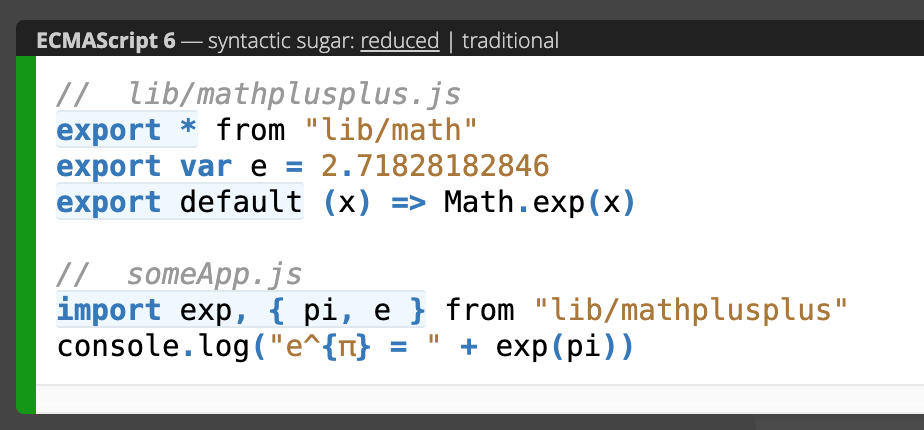 ECMAScript 6 — syntactic sugar: reduced | traditional
//  lib/mathplusplus.js
export * from "lib/math"
export var e = 2.71828182846
export default (x) => Math.exp(x)
//  someApp.js
import exp, { pi, e } from "lib/mathplusplus"
console.log("e^{π} = " + exp(pi))